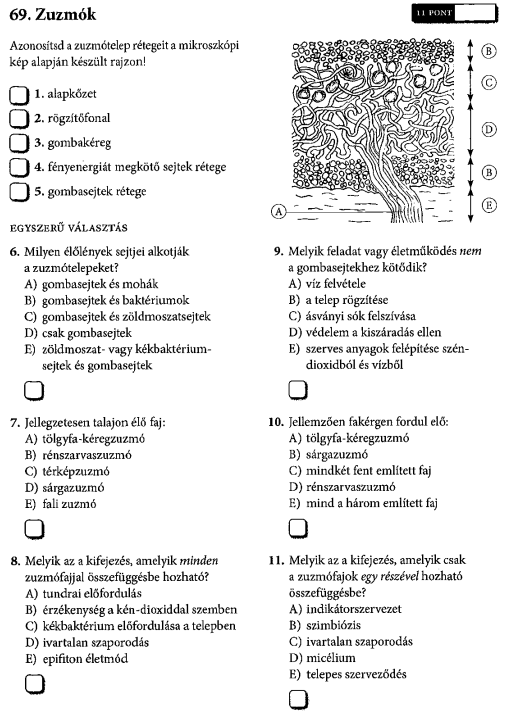 69. Zuzmók
11 PONT
Azonosítsd a zuzmótelep rétegeit a mikroszkópi
kép alapján készült rajzon!
1. alapkőzet
2. rögzítőfonal
3. gombakéreg
4. fényenergiát megkötő sejtek rétege
5. gombasejtek rétege
B
C
D
B
E
A
EGYSZERŰ VÁLASZTÁS
6. Milyen élőlények sejtjei alkotják
a zuzmótelepeket?
A) gombasejtek és mohák
B) gombasejtek és baktériumok
C) gombasejtek és zöldmoszatsejtek
D) csak gombasejtek
E) zöldmoszat- vagy kékbaktérium-
sejtek és gombasejtek
7. Jellegzetesen talajon élő faj:
A) tölgyfa-kéregzuzmó
B) rénszarvaszuzmó
C) térképzuzmó
D) sárgazuzmó
E) fali zuzmó
8. Melyik az a kifejezés, amelyik minden
zuzmófajjal összefüggésbe hozható?
A) tundrai előfordulás
B) érzékenység a kén-dioxiddal szemben
C) kékbaktérium előfordulása a telepben
D) ivartalan szaporodás
E) epifiton életmód
9. Melyik feladat vagy életműködés nem
a gombasejtekhez kötődik?
A) víz felvétele
B) a telep rögzítése
C) ásványi sók felszívása
D) védelem a kiszáradás ellen
E) szerves anyagok felépítése szén-
dioxidból és vízből
10. Jellemzően fakérgen fordul elő:
A) tölgyfa-kéregzuzmó
B) sárgazuzmó
C) mindkét fent említett faj
D) rénszarvaszuzmó
E) mind a három említett faj
11. Melyik az a kifejezés, amelyik csak
a zuzmófajok egy részével hozható
összefüggésbe?
A) indikátorszervezet
B) szimbiózis
C) ivartalan szaporodás
D) micélium
E) telepes szerveződés